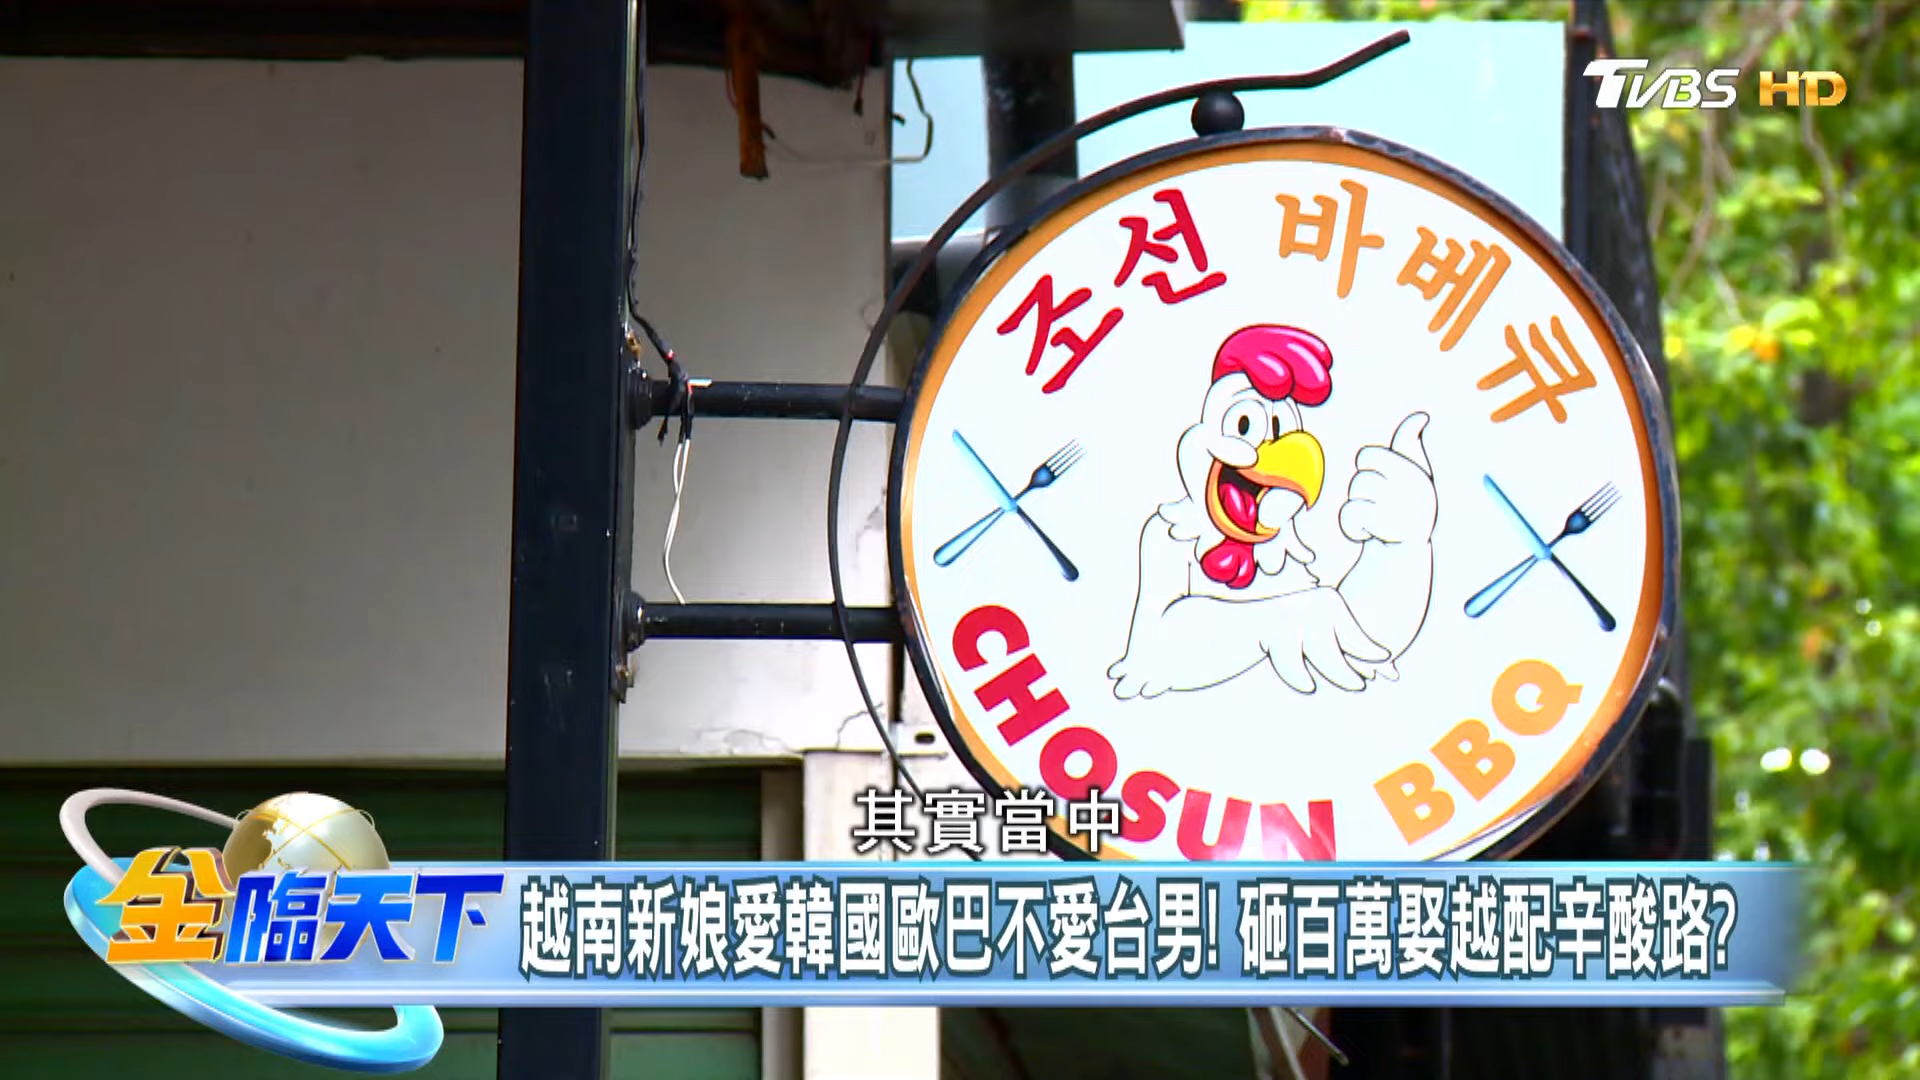 TVBS HD
조선 바베큐
CHOSUN BBQ
其實當中
金臨天下
越南新娘愛韓國歐巴不愛台男! 砸百萬娶越配辛酸路?